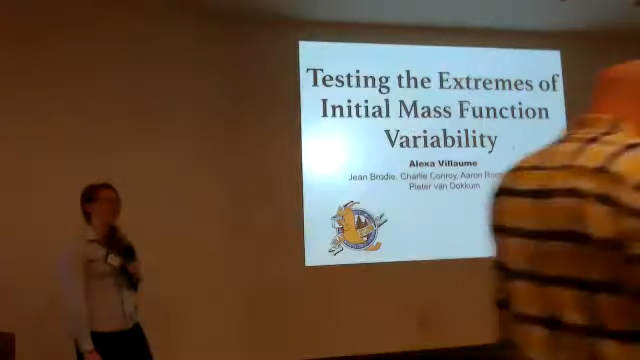 Testing the Extremes of
Initial Mass Function
Variability
Alexa Villaume
Jean Brodie, Charlie Conroy, Aaron
Pieter van Dokkum